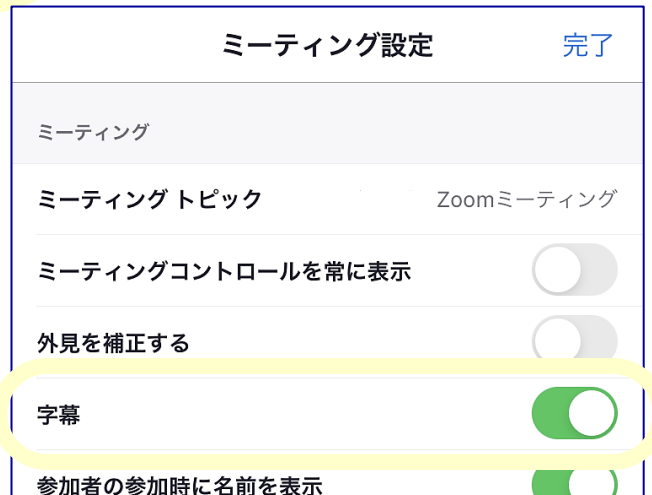 ミーティング設定
完了
ミーティング
ミーティング トピック
Zoomミーティング
ミーティングコントロールを常に表示
外見を補正する
字幕
参加者の参加時に名前を表示